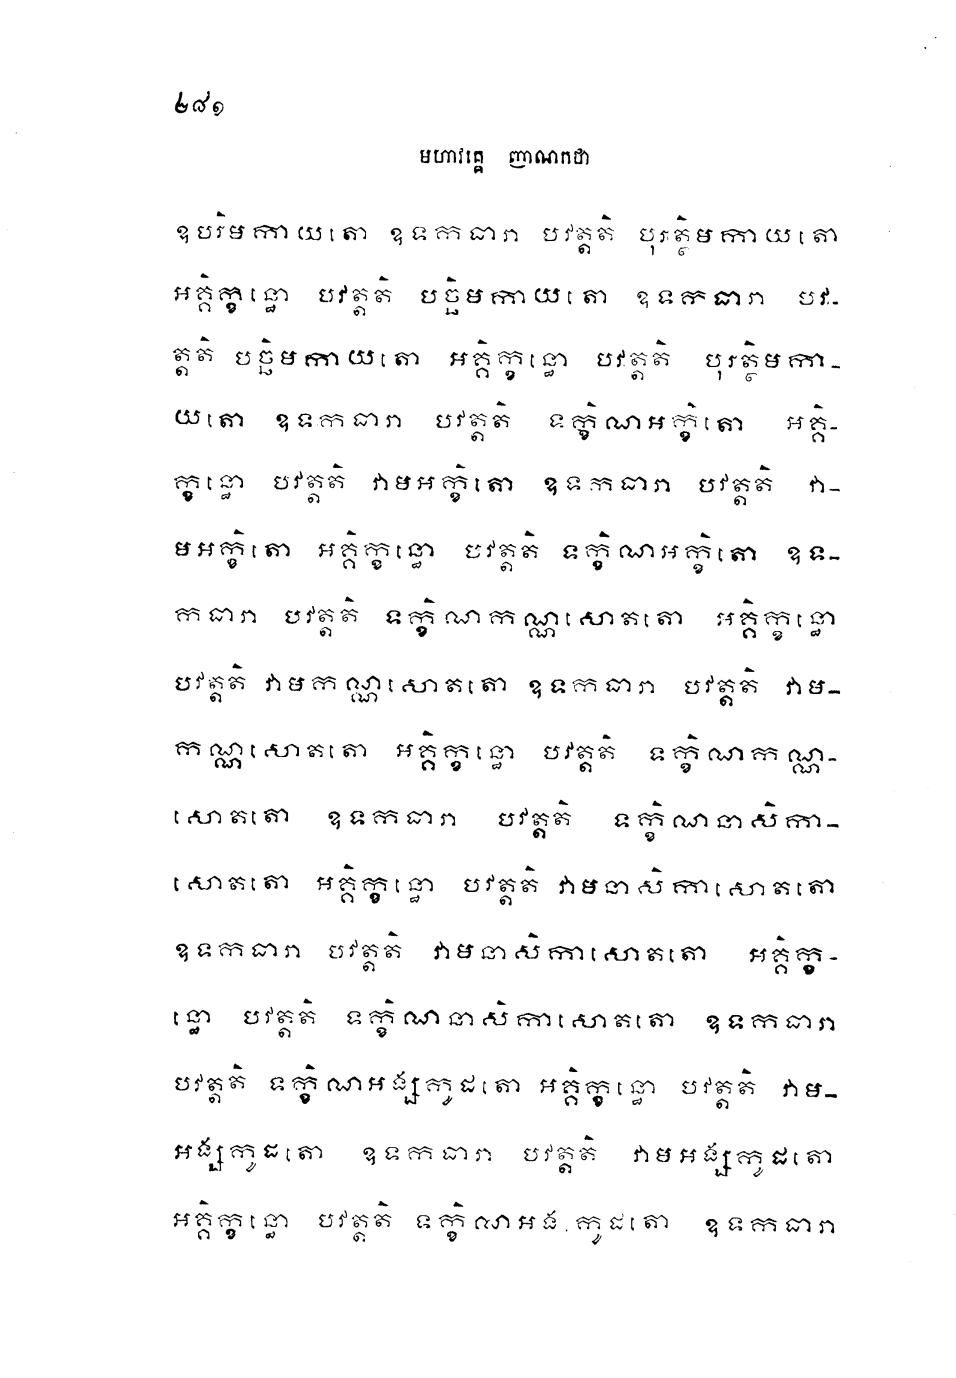 ២៨១
មហាវគ្គេ ញាណកថា
ឧបរិមកាយតោ ឧទកធារា បវត្តតិ បុរត្ថិមកាយតោ
អគ្គិក្ខន្ធោ បវត្តតិ បច្ឆិមកាយតោ ឧទកធារា បវ-
ត្តតិ បច្ឆិមកាយតោ អគ្គិក្ខន្ធោ បវត្តតិ បុរត្ថិមកា-
យតោ ឧទកធារា បវត្តតិ ទក្ខិណអក្ខិតោ អគ្គិ-
ក្ខន្ធោ បវត្តតិ វាមអក្ខិតោ ឧទកធារា បវត្តតិ វា-
មអក្ខិតោ អគ្គិក្ខន្ធោ បវត្តតិ ទក្ខិណអក្ខិតោ ឧទ-
កធារា បវត្តតិ ទក្ខិណកណ្ណសោតតោ អគ្គិក្ខន្ធោ
បវត្តតិ វាមកណ្ណសោតតោ ឧទកធារា បវត្តតិ វាម-
កណ្ណសោតតោ អគ្គិក្ខន្ធោ បវត្តតិ ទក្ខិណកណ្ណ-
សោតតោ ឧទកធារា បវត្តតិ ទក្ខិណនាសិកា-
សោតតោ អគ្គិក្ខន្ធោ បវត្តតិ វាមនាសិកាសោតតោ
ឧទកធារា បវត្តតិ វាមនាសិកាសោតតោ អគ្គិក្ខ-
ន្ធោ បវត្តតិ ទក្ខិណនាសិកាសោតតោ ឧទកធារា
បវត្តតិ ទក្ខិណអង្សកូដតោ អគ្គិក្ខន្ធោ បវត្តតិ វាម-
អង្សកូដតោ ឧទកធារា បវត្តតិ វាមអង្សកូដតោ
អគ្គិក្ខន្ធោ បវត្តតិ ទក្ខិណអង្សកូដតោ ឧទកធារា